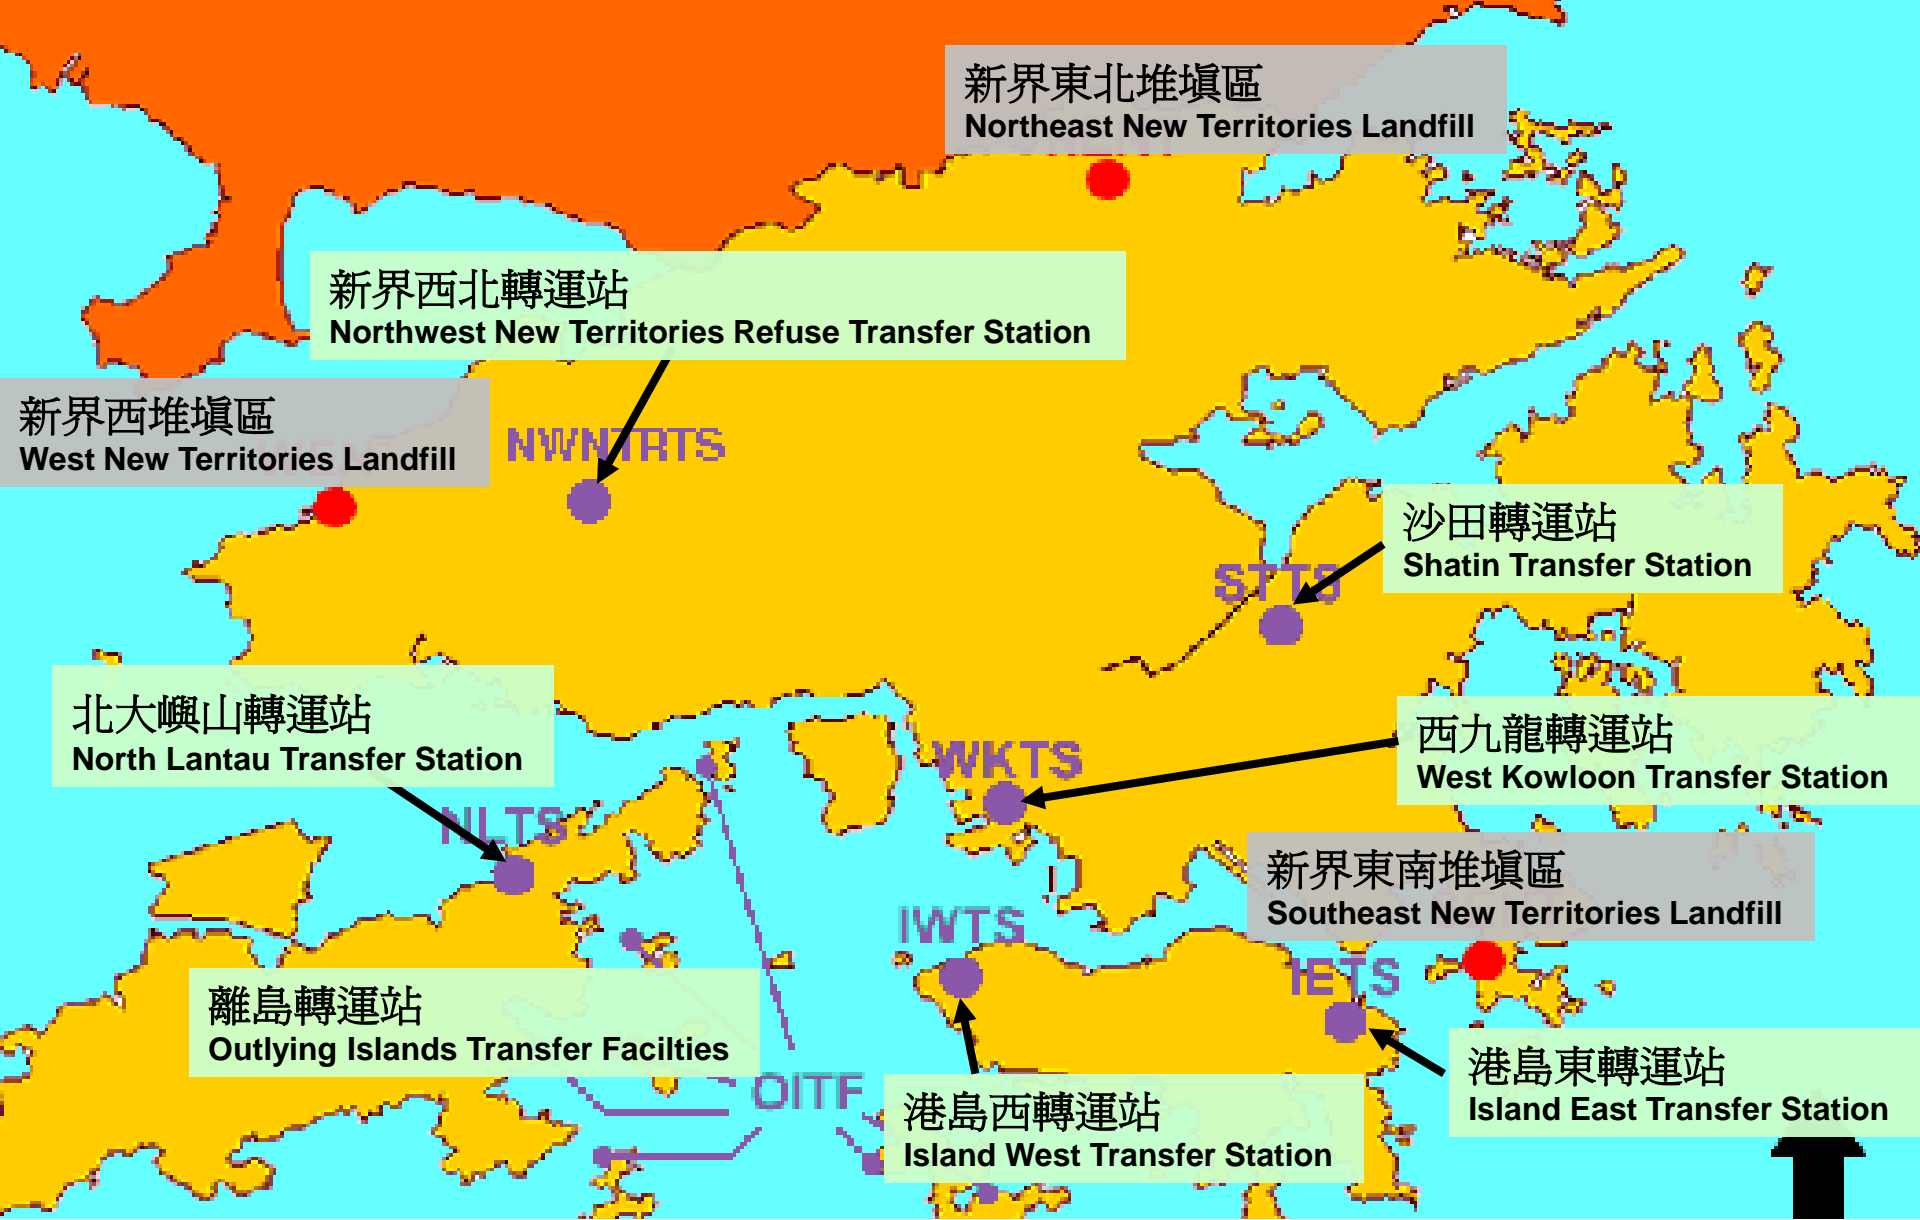 新界東北堆填區
Northeast New Territories Landfill
新界西北轉運站
Northwest New Territories Refuse Transfer Station
新界西堆填區
West New Territories Landfill
NWNTRTS
沙田轉運站
Shatin Transfer Station
STTS
北大嶼山轉運站
North Lantau Transfer Station
西九龍轉運站
West Kowloon Transfer Station
WKTS
NLTS
新界東南堆填區
Southeast New Territories Landfill
IWTS
IETS
離島轉運站
Outlying Islands Transfer Facilties
OITF
港島西轉運站
Island West Transfer Station
港島東轉運站
Island East Transfer Station